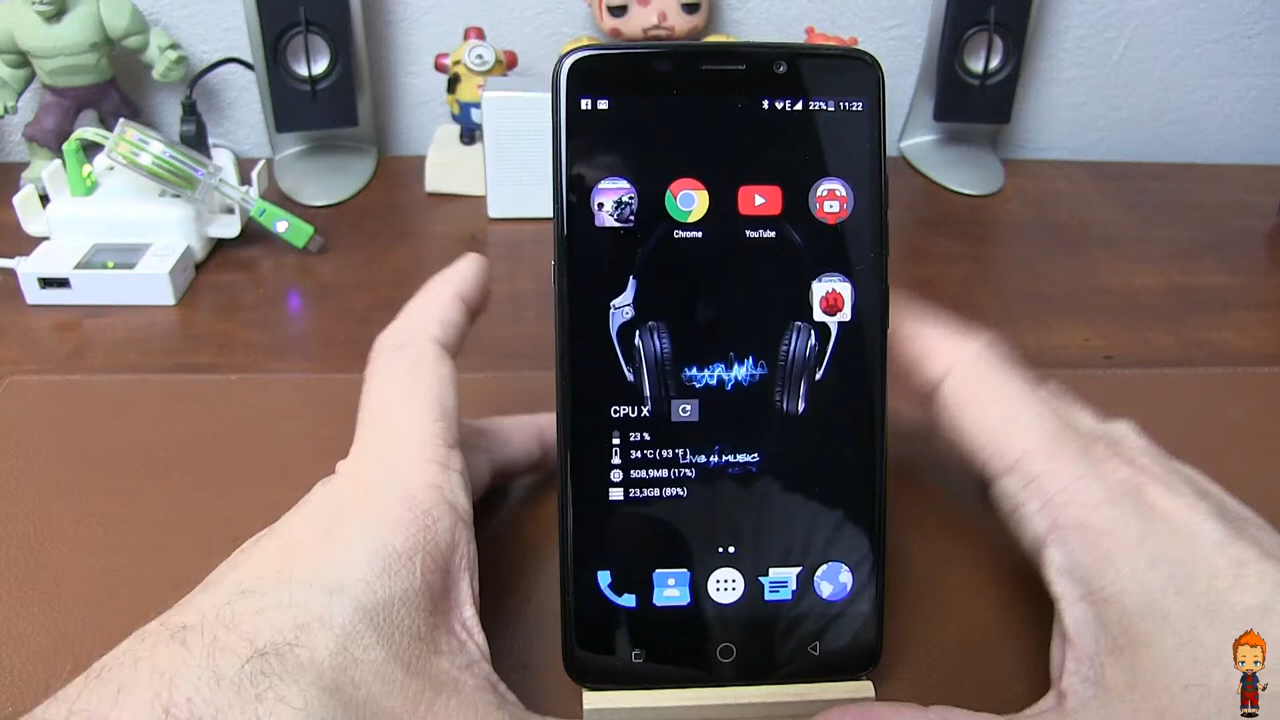 22% 11:22
Chrome YouTube
CPU X
23 %
34 °C ( 93 °F)
LIVE 4 MUSIC
508,9MB (17%)
23,3GB (89%)